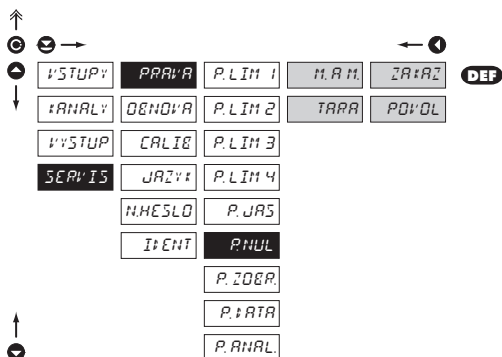 VSTUPY PRAVA P.LIM 1 M. A M. ZAKAZ DEF
KANALY OBNOVA P.LIM 2 TARA POVOL
VYSTUP CALIB P.LIM 3
SERVIS JAZYK P.LIM 4
N.HESLO P. JAS
IDENT P.NUL
P. ZOBR.
P. DATA
P. ANAL.